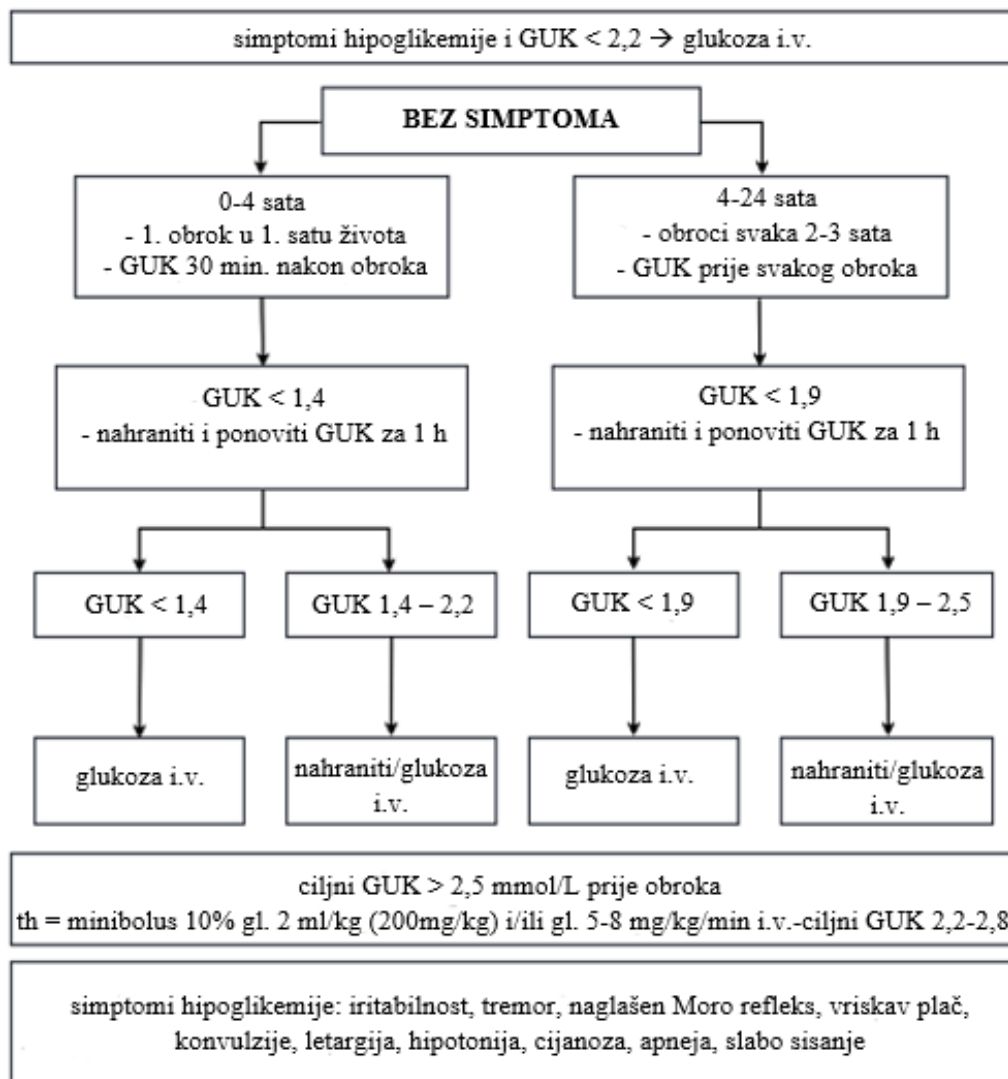 simptomi hipoglikemije i GUK < 2,2 → glukoza i.v.
BEZ SIMPTOMA
0-4 sata
- 1. obrok u 1. satu života
- GUK 30 min. nakon obroka
4-24 sata
- obroci svaka 2-3 sata
- GUK prije svakog obroka
GUK < 1,4
- nahraniti i ponoviti GUK za 1 h
GUK < 1,9
- nahraniti i ponoviti GUK za 1 h
GUK < 1,4
GUK 1,4 – 2,2
GUK < 1,9
GUK 1,9 – 2,5
glukoza i.v.
nahraniti/glukoza
i.v.
glukoza i.v.
nahraniti/glukoza
i.v.
ciljni GUK > 2,5 mmol/L prije obroka
th = minibolus 10% gl. 2 ml/kg (200mg/kg) i/ili gl. 5-8 mg/kg/min i.v.-ciljni GUK 2,2-2,8
simptomi hipoglikemije: iritabilnost, tremor, naglašen Moro refleks, vriskav plač,
konvulzije, letargija, hipotonija, cijanoza, apneja, slabo sisanje